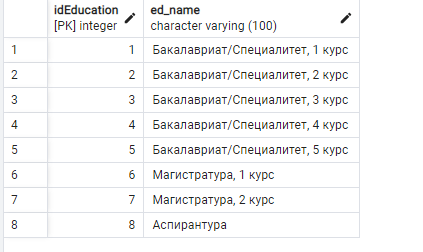 idEducation ed_name
[PK] integer character varying (100)
1 1 Бакалавриат/Специалитет, 1 курс
2 2 Бакалавриат/Специалитет, 2 курс
3 3 Бакалавриат/Специалитет, 3 курс
4 4 Бакалавриат/Специалитет, 4 курс
5 5 Бакалавриат/Специалитет, 5 курс
6 6 Магистратура, 1 курс
7 7 Магистратура, 2 курс
8 8 Аспирантура